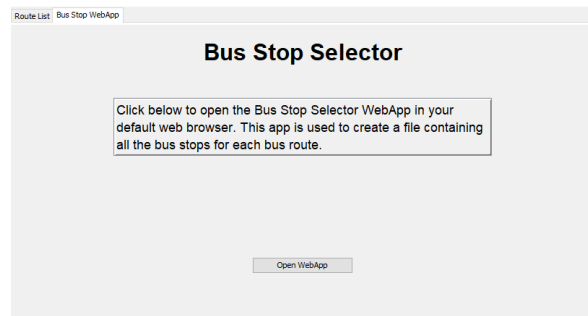 Route List Bus Stop WebApp
Bus Stop Selector
Click below to open the Bus Stop Selector WebApp in your
default web browser. This app is used to create a file containing
all the bus stops for each bus route.
Open WebApp